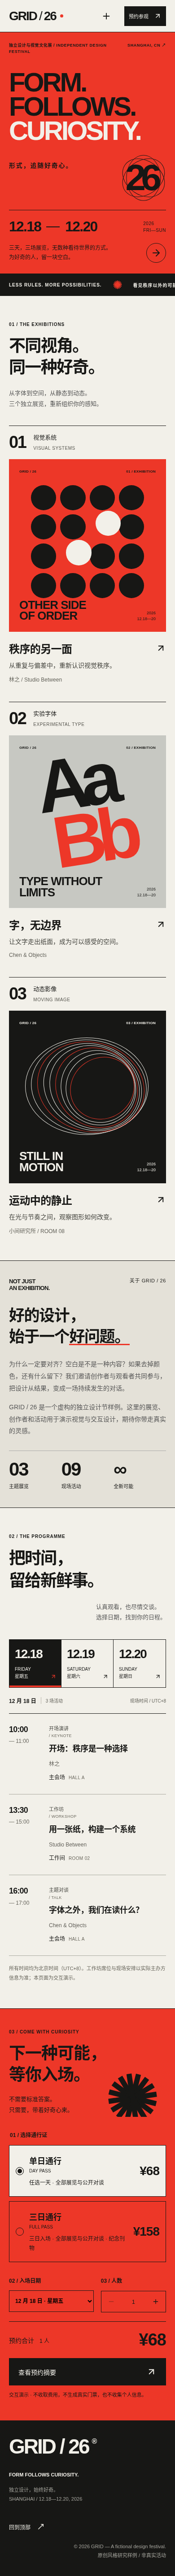 GRID / 26
预约参观
独立设计与视觉文化展 / INDEPENDENT DESIGN FESTIVAL
SHANGHAI, CN
FORM.
FOLLOWS.
CURIOSITY.
形式，追随好奇心。
26
12.18 — 12.20
2026
FRI—SUN
三天，三场展览，无数种看待世界的方式。
为好奇的人，留一块空白。
LESS RULES. MORE POSSIBILITIES.
看见秩序以外的可能
01 / THE EXHIBITIONS
不同视角。
同一种好奇。
从字体到空间，从静态到动态。
三个独立展览，重新组织你的感知。
01
视觉系统
VISUAL SYSTEMS
GRID / 26
01 / EXHIBITION
OTHER SIDE
OF ORDER
2026
12.18—20
秩序的另一面
从重复与偏差中，重新认识视觉秩序。
林之 / Studio Between
02
实验字体
EXPERIMENTAL TYPE
GRID / 26
02 / EXHIBITION
Aa
Bb
TYPE WITHOUT
LIMITS
2026
12.18—20
字，无边界
让文字走出纸面，成为可以感受的空间。
Chen & Objects
03
动态影像
MOVING IMAGE
GRID / 26
03 / EXHIBITION
STILL IN
MOTION
2026
12.18—20
运动中的静止
在光与节奏之间，观察图形如何改变。
小间研究所 / ROOM 08
NOT JUST
AN EXHIBITION.
关于 GRID / 26
好的设计，
始于一个好问题。
为什么一定要对齐？空白是不是一种内容？如果去掉颜色，还有什么留下？我们邀请创作者与观看者共同参与，把设计从结果，变成一场持续发生的对话。
GRID / 26 是一个虚构的独立设计节样例。这里的展览、创作者和活动用于演示视觉与交互设计，期待你带走真实的灵感。
03
主题展览
09
现场活动
∞
全新可能
02 / THE PROGRAMME
把时间，
留给新鲜事。
认真观看，也尽情交谈。
选择日期，找到你的日程。
12.18
FRIDAY
星期五
12.19
SATURDAY
星期六
12.20
SUNDAY
星期日
12 月 18 日
3 场活动
现场时间 / UTC+8
10:00
— 11:00
开场演讲
/ KEYNOTE
开场：秩序是一种选择
林之
主会场 HALL A
13:30
— 15:00
工作坊
/ WORKSHOP
用一张纸，构建一个系统
Studio Between
工作间 ROOM 02
16:00
— 17:00
主题对谈
/ TALK
字体之外，我们在读什么？
Chen & Objects
主会场 HALL A
03 / COME WITH CURIOSITY
下一种可能，
等你入场。
不需要标准答案。
只需要，带着好奇心来。
01 / 选择通行证
单日通行
DAY PASS
任选一天 · 全部展览与公开对谈
¥68
三日通行
FULL PASS
三日入场 · 全部展览与公开对谈 · 纪念刊物
¥158
02 / 入场日期
12 月 18 日 · 星期五
03 / 人数
1
预约合计 1 人
¥68
查看预约摘要
GRID / 26®
FORM FOLLOWS CURIOSITY.
独立设计，始终好奇。
SHANGHAI / 12.18—12.20, 2026
回到顶部
© 2026 GRID — A fictional design festival.
原创风格研究样例 / 非真实活动